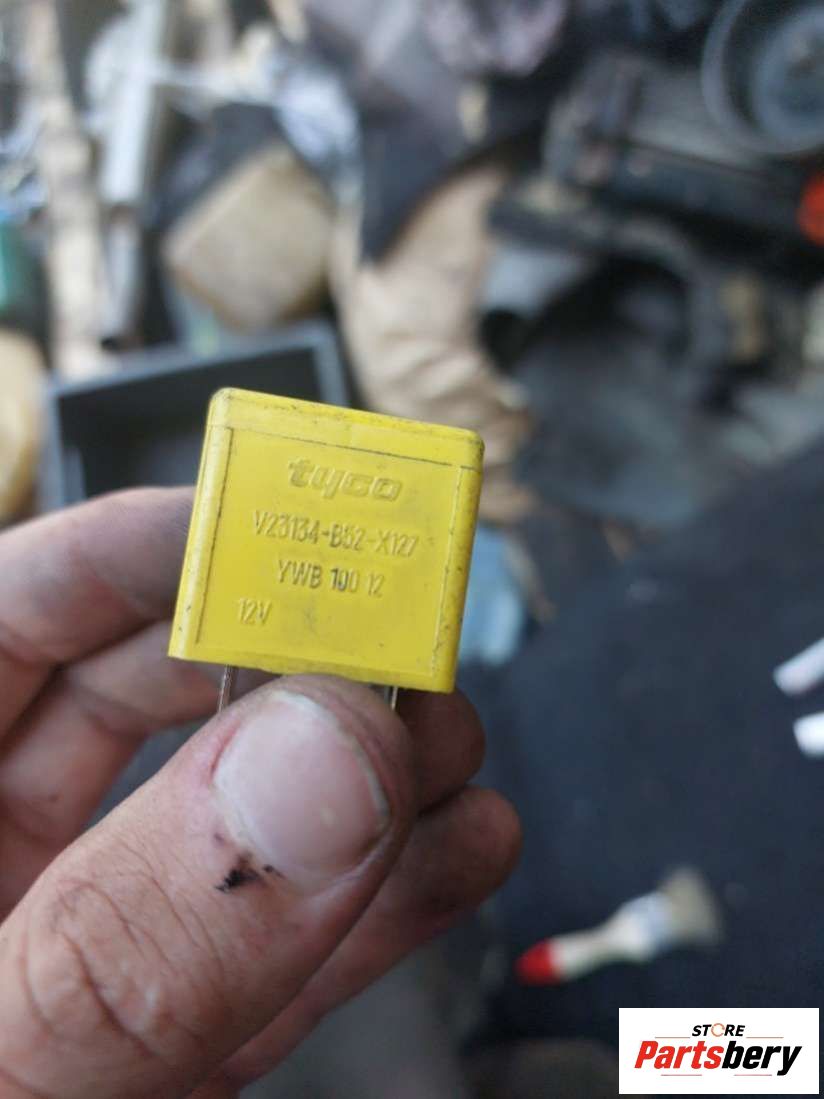 tyco
V23134-B52-X127
YWB 100 12
12V
STORE
Partsbery